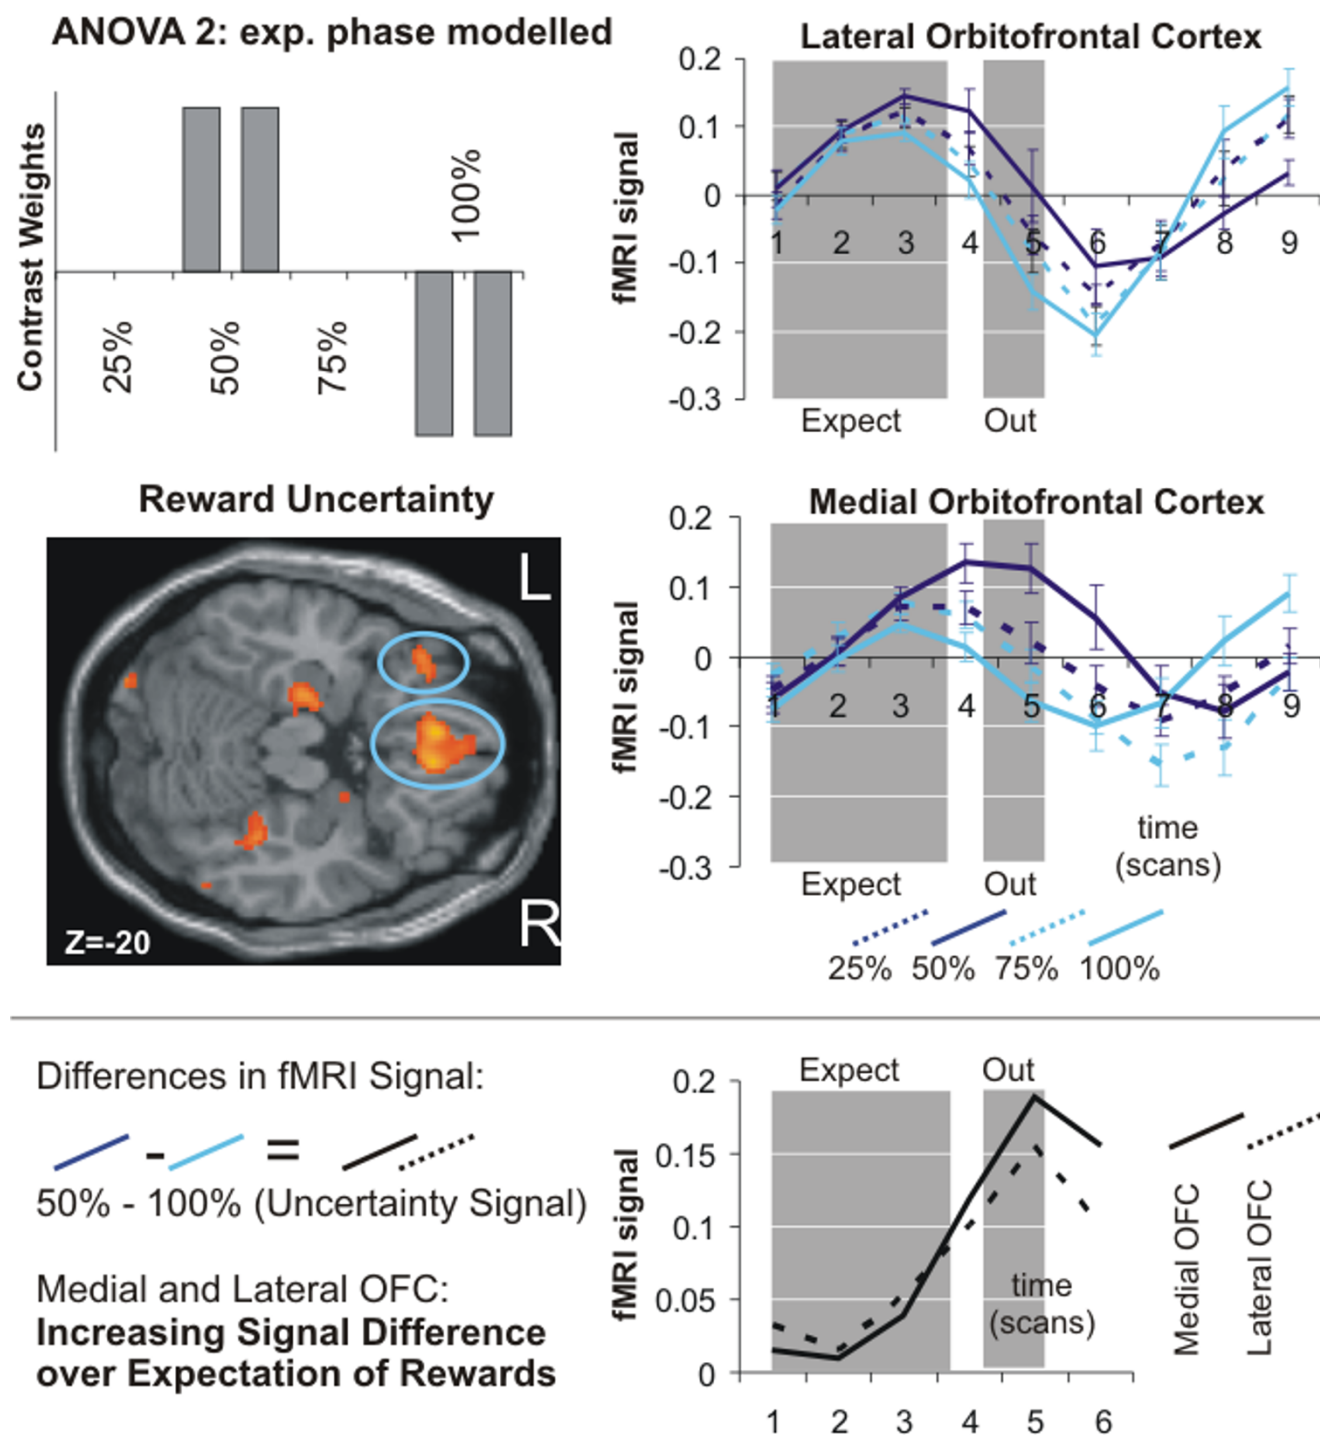 ANOVA 2: exp. phase modelled
Contrast Weights
25%
50%
75%
100%
Lateral Orbitofrontal Cortex
fMRI signal
0.2
0.1
0
-0.1
-0.2
-0.3
1 2 3 4 5 6 7 8 9
Expect Out
Reward Uncertainty
L
R
Z=-20
Medial Orbitofrontal Cortex
fMRI signal
0.2
0.1
0
-0.1
-0.2
-0.3
1 2 3 4 5 6 7 8 9
time
(scans)
Expect Out
25% 50% 75% 100%
Differences in fMRI Signal:
- =
50% - 100% (Uncertainty Signal)
Medial and Lateral OFC:
Increasing Signal Difference
over Expectation of Rewards
Expect Out
fMRI signal
0.2
0.15
0.1
0.05
0
time
(scans)
1 2 3 4 5 6
Medial OFC
Lateral OFC